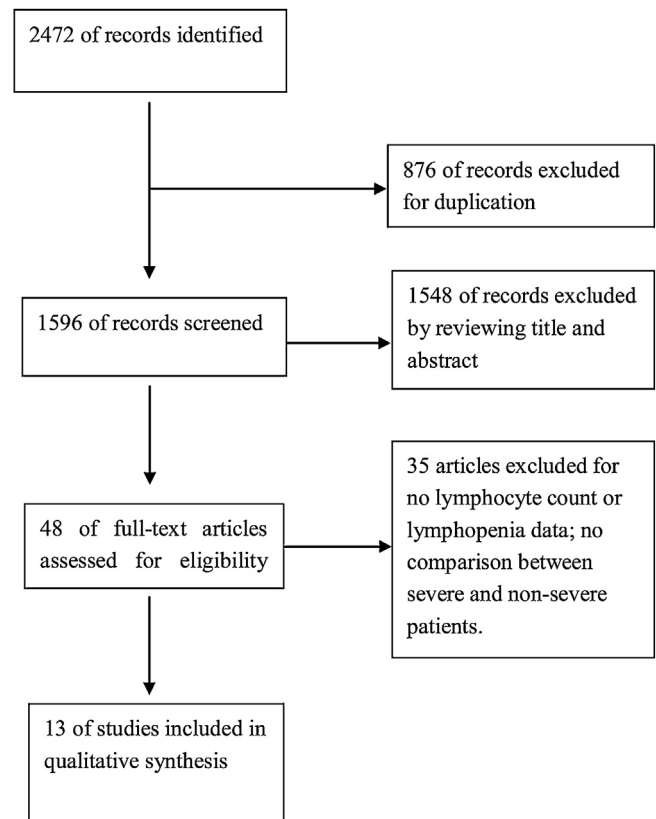 2472 of records identified
876 of records excluded
for duplication
1596 of records screened
1548 of records excluded
by reviewing title and
abstract
48 of full-text articles
assessed for eligibility
35 articles excluded for
no lymphocyte count or
lymphopenia data; no
comparison between
severe and non-severe
patients.
13 of studies included in
qualitative synthesis